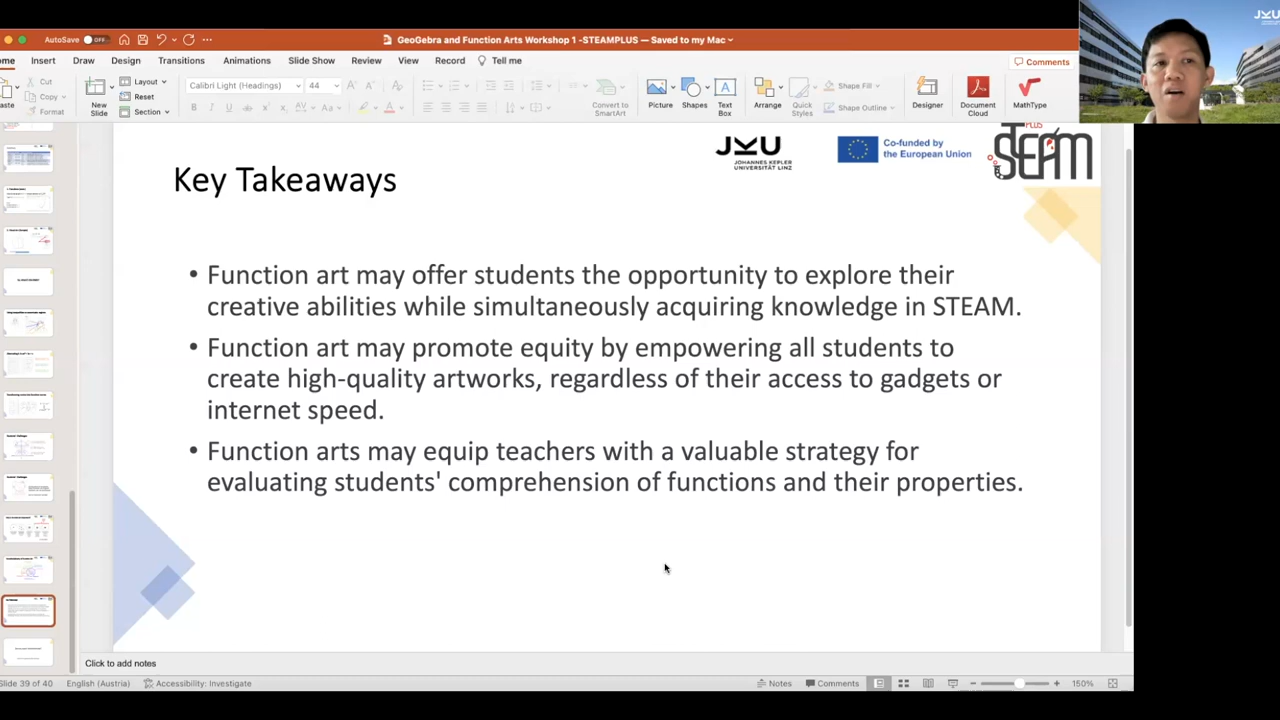 JKU
AutoSave OFF
GeoGebra and Function Arts Workshop 1 -STEAMPLUS — Saved to my Mac
ome Insert Draw Design Transitions Animations Slide Show Review View Record Tell me
Comments
Cut
Copy
Format
aste
New
Slide
Layout
Reset
Section
Calibri Light (Headings) 44
Convert to
SmartArt
Picture
Shapes
Text
Box
Arrange
Quick
Styles
Shape Fill
Shape Outline
Designer
Document
Cloud
MathType
JKU
JOHANNES KEPLER
UNIVERSITÄT LINZ
Co-funded by
the European Union
PLUS
STEAM
Key Takeaways
• Function art may offer students the opportunity to explore their
creative abilities while simultaneously acquiring knowledge in STEAM.
• Function art may promote equity by empowering all students to
create high-quality artworks, regardless of their access to gadgets or
internet speed.
• Function arts may equip teachers with a valuable strategy for
evaluating students' comprehension of functions and their properties.
Click to add notes
Slide 39 of 40 English (Austria) Accessibility: Investigate
Notes Comments 150%